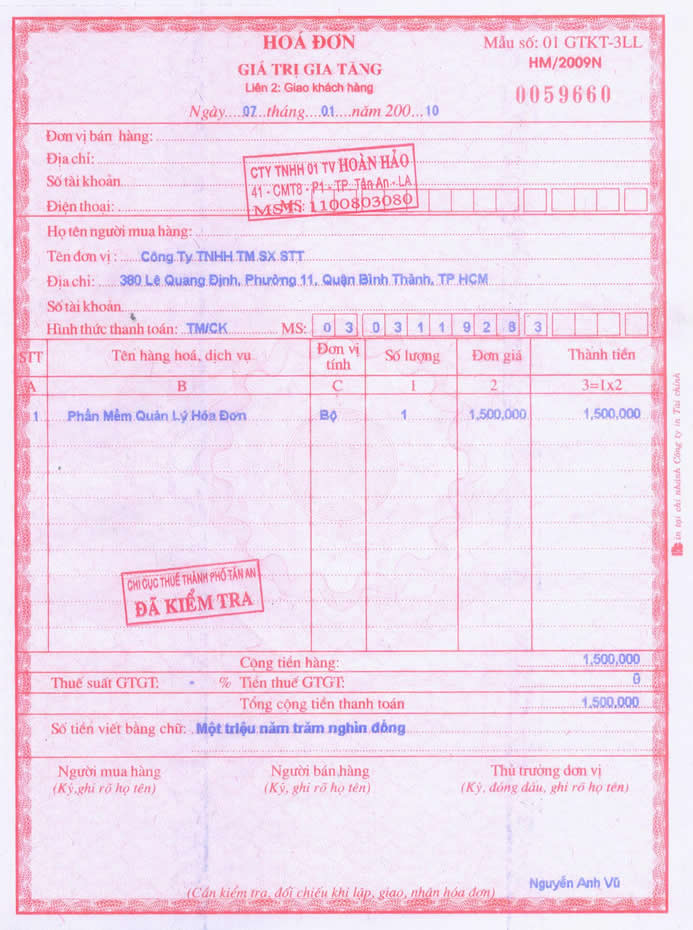 HOÁ ĐƠN
Mẫu số: 01 GTKT-3LL
GIÁ TRỊ GIA TĂNG
HM/2009N
Liên 2: Giao khách hàng
0059660
Ngày....07...tháng....01....năm 200...10
Đơn vị bán hàng:
Địa chỉ:
Số tài khoản
Điện thoại:
MS:
CTY TNHH 01 TV HOÀN HẢO
41 - CMT8 - P1 - TP. Tân An - LA
MST: 1100803080
Họ tên người mua hàng:
Tên đơn vị : Công Ty TNHH TM SX STT
Địa chỉ: 380 Lê Quang Định, Phường 11, Quận Bình Thành, TP HCM
Số tài khoản
Hình thức thanh toán: TM/CK MS: 0 3 0 3 1 1 9 2 8 3
STT Tên hàng hoá, dịch vụ Đơn vị tính Số lượng Đơn giá Thành tiền
A B C 1 2 3=1x2
1 Phần Mềm Quản Lý Hóa Đơn Bộ 1 1,500,000 1,500,000
CHI CỤC THUẾ THÀNH PHỐ TÂN AN
ĐÃ KIỂM TRA
Cộng tiền hàng: 1,500,000
Thuế suất GTGT: - % Tiền thuế GTGT: 0
Tổng cộng tiền thanh toán 1,500,000
Số tiền viết bằng chữ: Một triệu năm trăm nghìn đồng
Người mua hàng Người bán hàng Thủ trưởng đơn vị
(Ký,ghi rõ họ tên) (Ký, ghi rõ họ tên) (Ký, đóng dấu, ghi rõ họ tên)
Nguyễn Anh Vũ
(Cần kiểm tra, đối chiếu khi lập, giao, nhận hóa đơn)
in tại chi nhánh Công ty in Tài chính